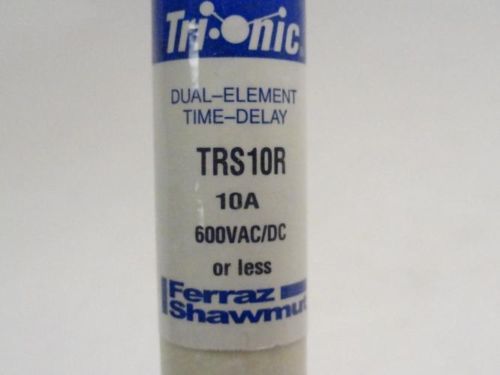 Tri-onic
DUAL-ELEMENT
TIME-DELAY
TRS10R
10A
600VAC/DC
or less
Ferraz
Shawmut